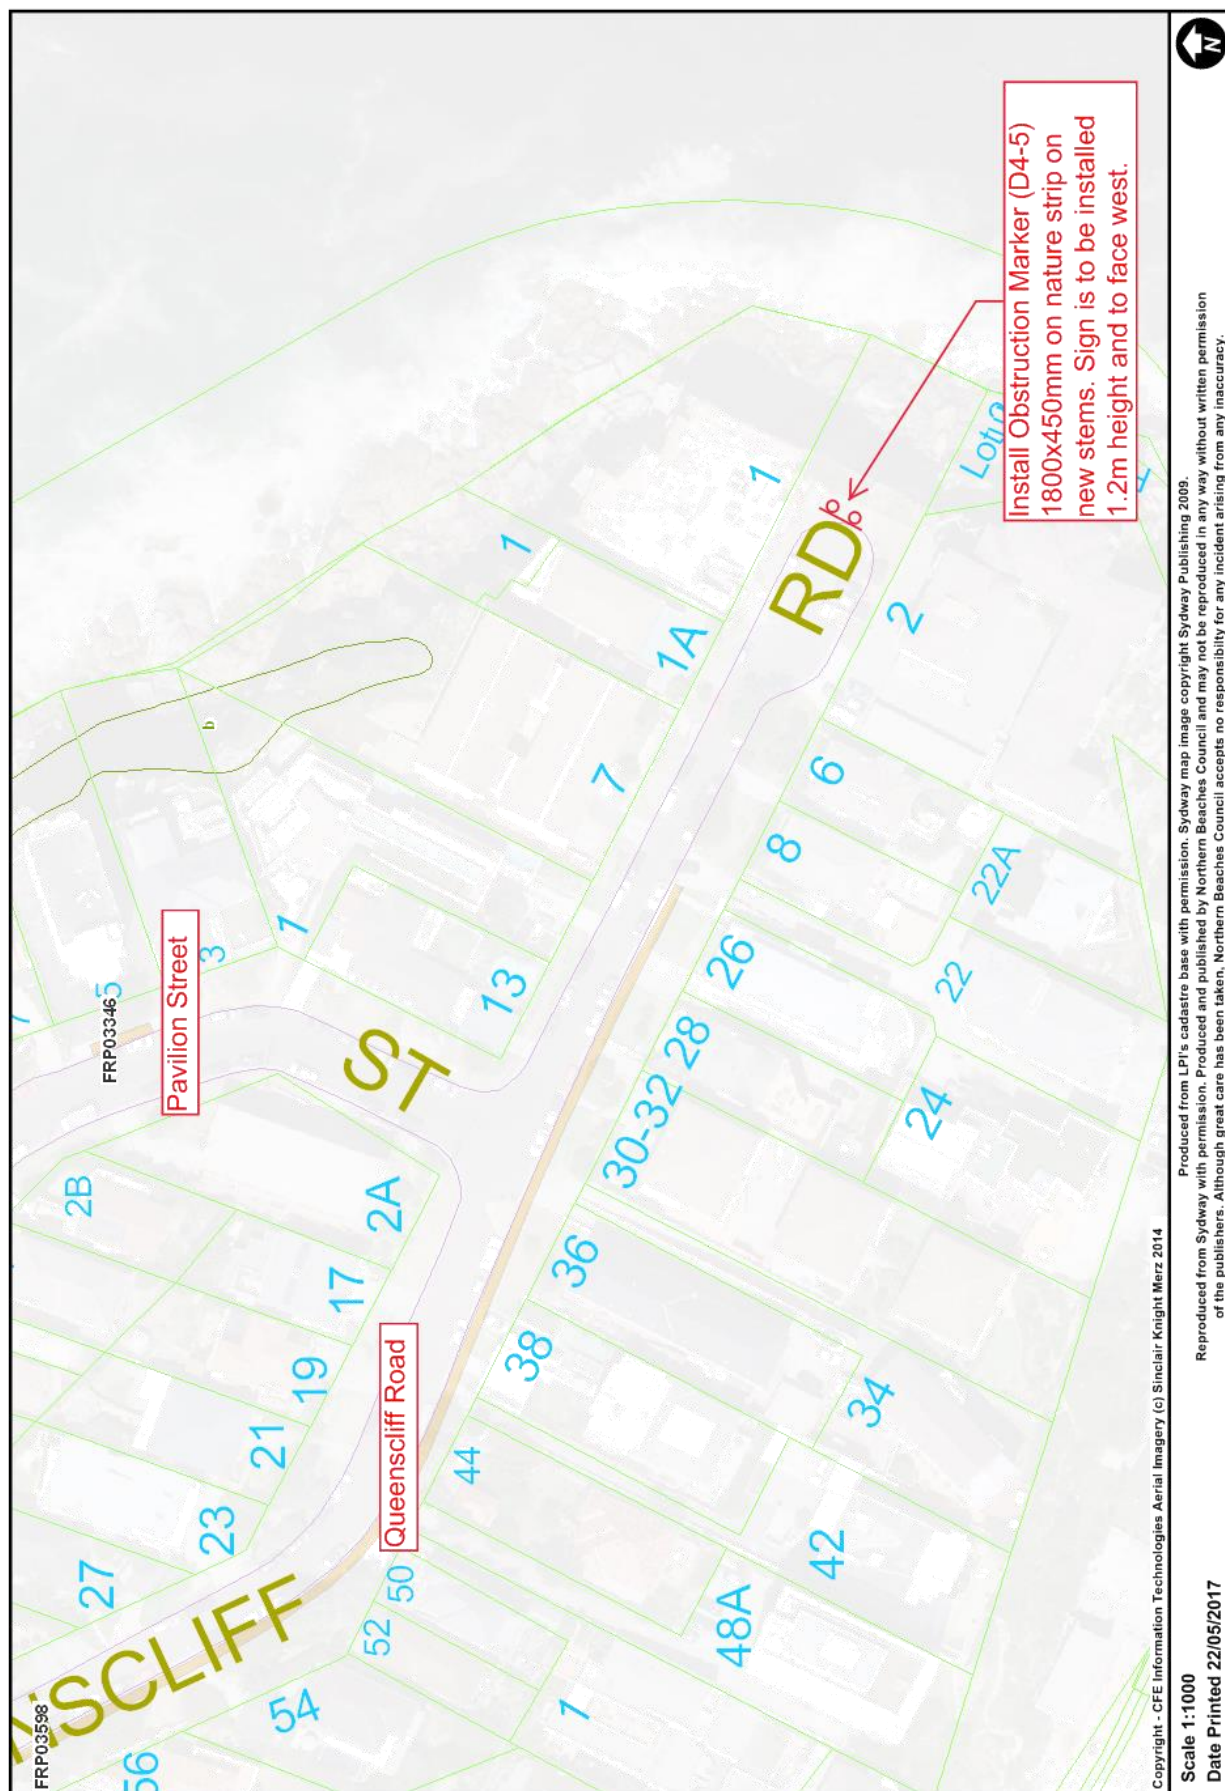 N
Install Obstruction Marker (D4-5)
1800x450mm on nature strip on
new stems. Sign is to be installed
1.2m height and to face west.
Pavilion Street
Queenscliff Road
FRP03346
FRP03598
NSCLIFF
ST
RD
5
3
1
b
13
7
1A
1
1
2B
2A
17
19
21
23
27
56
54
52
50
44
38
36
30-32
28
26
8
6
2
22A
22
24
34
42
48A
1
Copyright - CFE Information Technologies Aerial Imagery (c) Sinclair Knight Merz 2014
Scale 1:1000
Date Printed 22/05/2017
Produced from LPI's cadastre base with permission. Sydway map image copyright Sydway Publishing 2009.
Reproduced from Sydway with permission. Produced and published by Northern Beaches Council and may not be reproduced in any way without written permission
of the publishers. Although great care has been taken, Northern Beaches Council accepts no responsibilty for any incident arising from any inaccuracy.